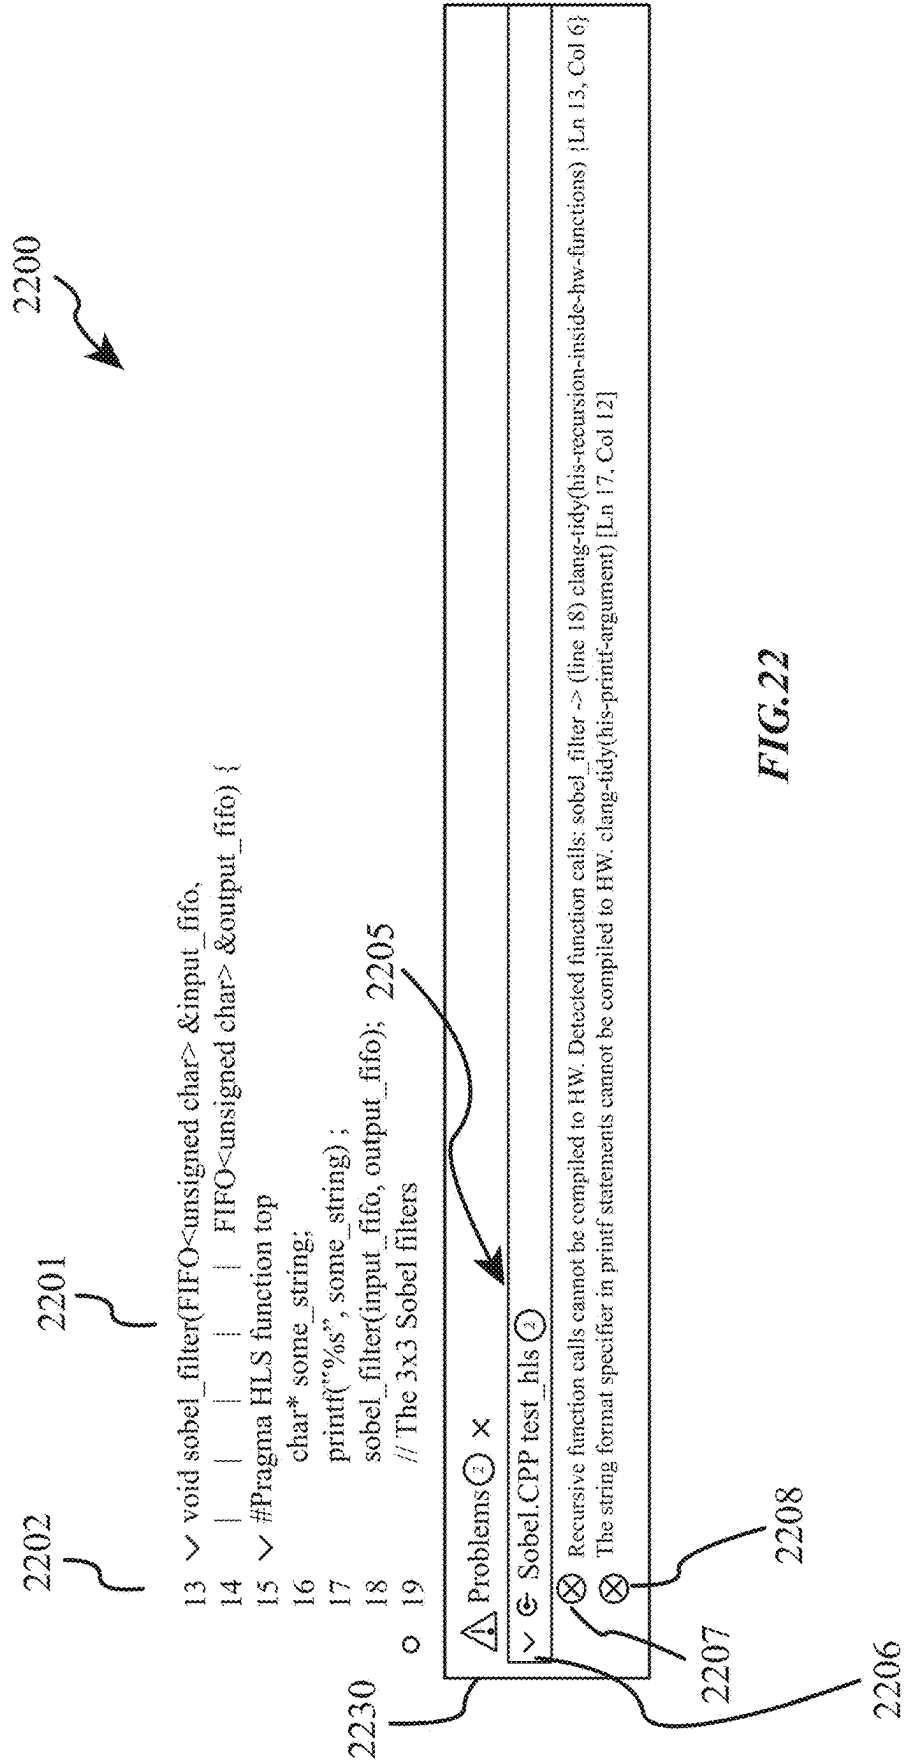 2200
2202
2201
13 void sobel_filter(FIFO<unsigned char> &input_fifo,
14 FIFO<unsigned char> &output_fifo) {
15 #Pragma HLS function top
16 char* some_string;
17 printf("%s", some_string) ;
18 sobel_filter(input_fifo, output_fifo);
19 // The 3x3 Sobel filters
2205
2230
Problems 2 X
Sobel.CPP test_hls 2
Recursive function calls cannot be compiled to HW. Detected function calls: sobel_filter -> (line 18) clang-tidy(his-recursion-inside-hw-functions) {Ln 13, Col 6}
The string format specifier in printf statements cannot be compiled to HW. clang-tidy(his-printf-argument) [Ln 17, Col 12]
2207
2208
2206
FIG.22